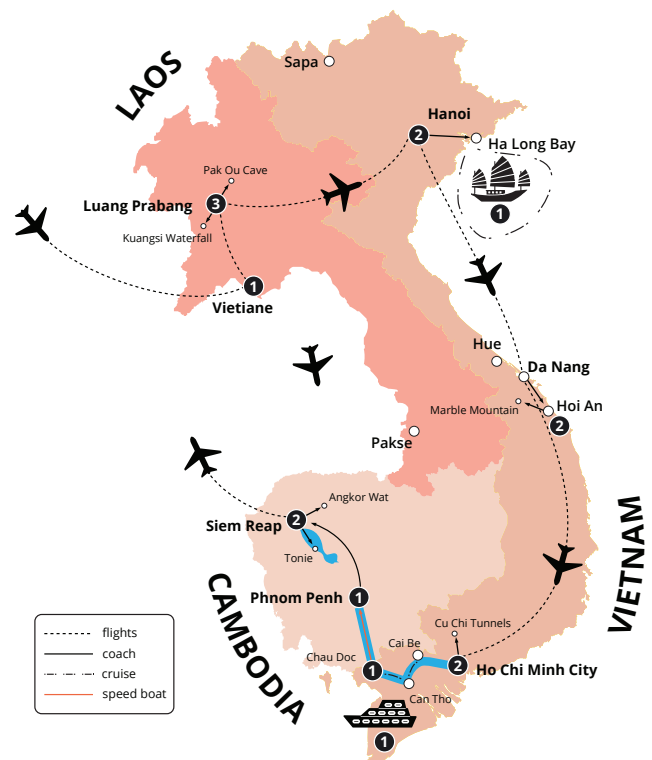 LAOS
Sapa
Hanoi
2
Ha Long Bay
1
Pak Ou Cave
Luang Prabang
3
Kuangsi Waterfall
1
Vietiane
Hue
Da Nang
Marble Mountain
Hoi An
2
Pakse
VIETNAM
Angkor Wat
2
Siem Reap
Tonie
CAMBODIA
Phnom Penh
1
Cu Chi Tunnels
Cai Be
Chau Doc
1
2
Ho Chi Minh City
Can Tho
1
flights
coach
cruise
speed boat